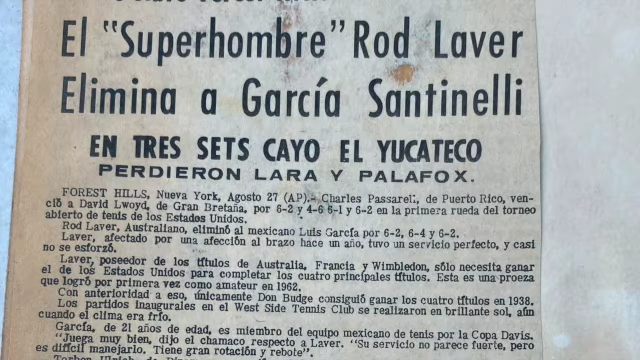 El "Superhombre" Rod Laver
Elimina a García Santinelli
EN TRES SETS CAYO EL YUCATECO
PERDIERON LARA Y PALAFOX.
FOREST HILLS, Nueva York, Agosto 27 (AP).- Charles Passarel, de Puerto Rico, ven-
ció a David Lwoyd, de Gran Bretaña, por 6-2 y 4-6 6-1 y 6-2 en la primera rueda del torneo
abierto de tenis de los Estados Unidos.
Rod Laver, Australiano, eliminó al mexicano Luis García por 6-2, 6-4 y 6-2.
Laver, afectado por una afección al brazo hace un año, tuvo un servicio perfecto, y casi
no se esforzó.
Laver, poseedor de los títulos de Australia, Francia y Wimbledon, sólo necesita ganar
el de los Estados Unidos para completar los cuatro principales títulos. Esta es una proeza
que logró por primera vez como amateur en 1962.
Con anterioridad a eso, únicamente Don Budge consiguió ganar los cuatro títulos en 1938.
Los partidos inaugurales en el West Side Tennis Club se realizaron en brillante sol, aún
cuando el clima era frío.
García, de 21 años de edad, es miembro del equipo mexicano de tenis por la Copa Davis.
"Juega muy bien, dijo el chamaco respecto a Laver". "Su servicio no parece fuerte, pero
es difícil manejarlo. Tiene gran rotación y rebote".